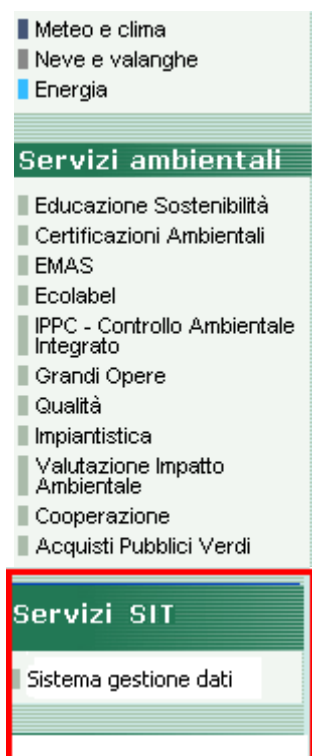 Meteo e clima
Neve e valanghe
Energia
Servizi ambientali
Educazione Sostenibilità
Certificazioni Ambientali
EMAS
Ecolabel
IPPC - Controllo Ambientale
Integrato
Grandi Opere
Qualità
Impiantistica
Valutazione Impatto
Ambientale
Cooperazione
Acquisti Pubblici Verdi
Servizi SIT
Sistema gestione dati